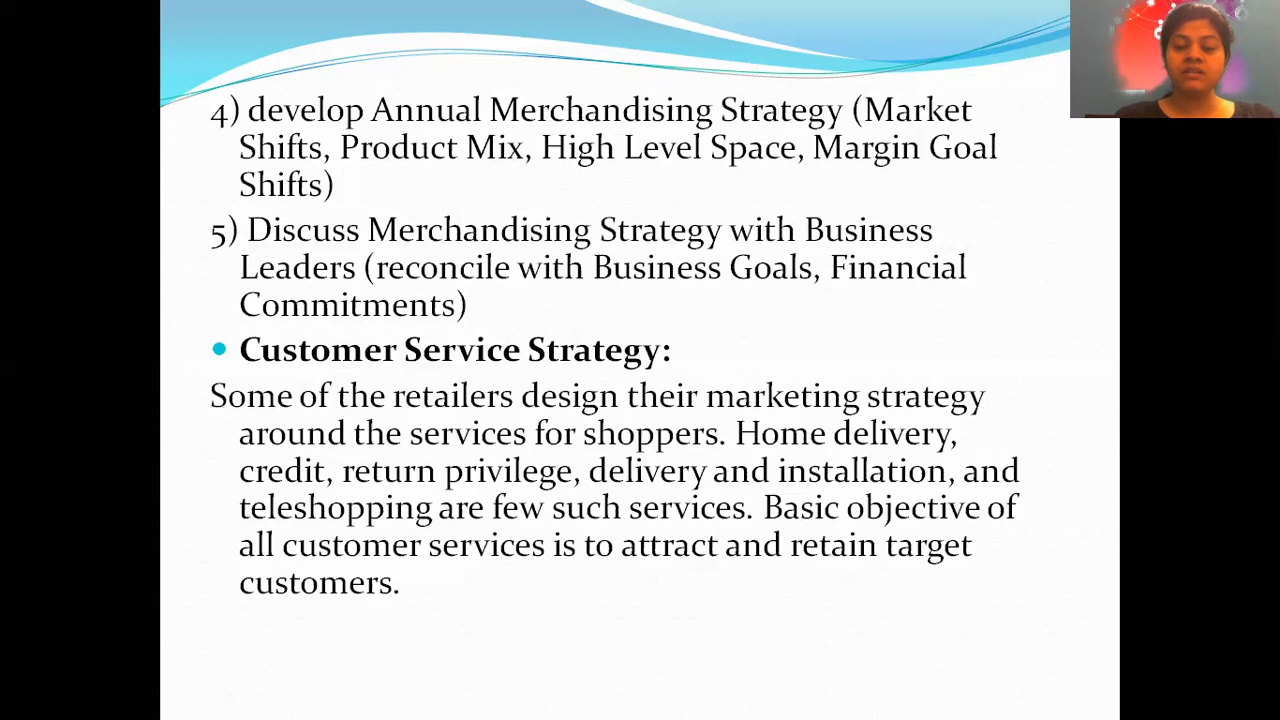 4) develop Annual Merchandising Strategy (Market
Shifts, Product Mix, High Level Space, Margin Goal
Shifts)
5) Discuss Merchandising Strategy with Business
Leaders (reconcile with Business Goals, Financial
Commitments)
• Customer Service Strategy:
Some of the retailers design their marketing strategy
around the services for shoppers. Home delivery,
credit, return privilege, delivery and installation, and
teleshopping are few such services. Basic objective of
all customer services is to attract and retain target
customers.